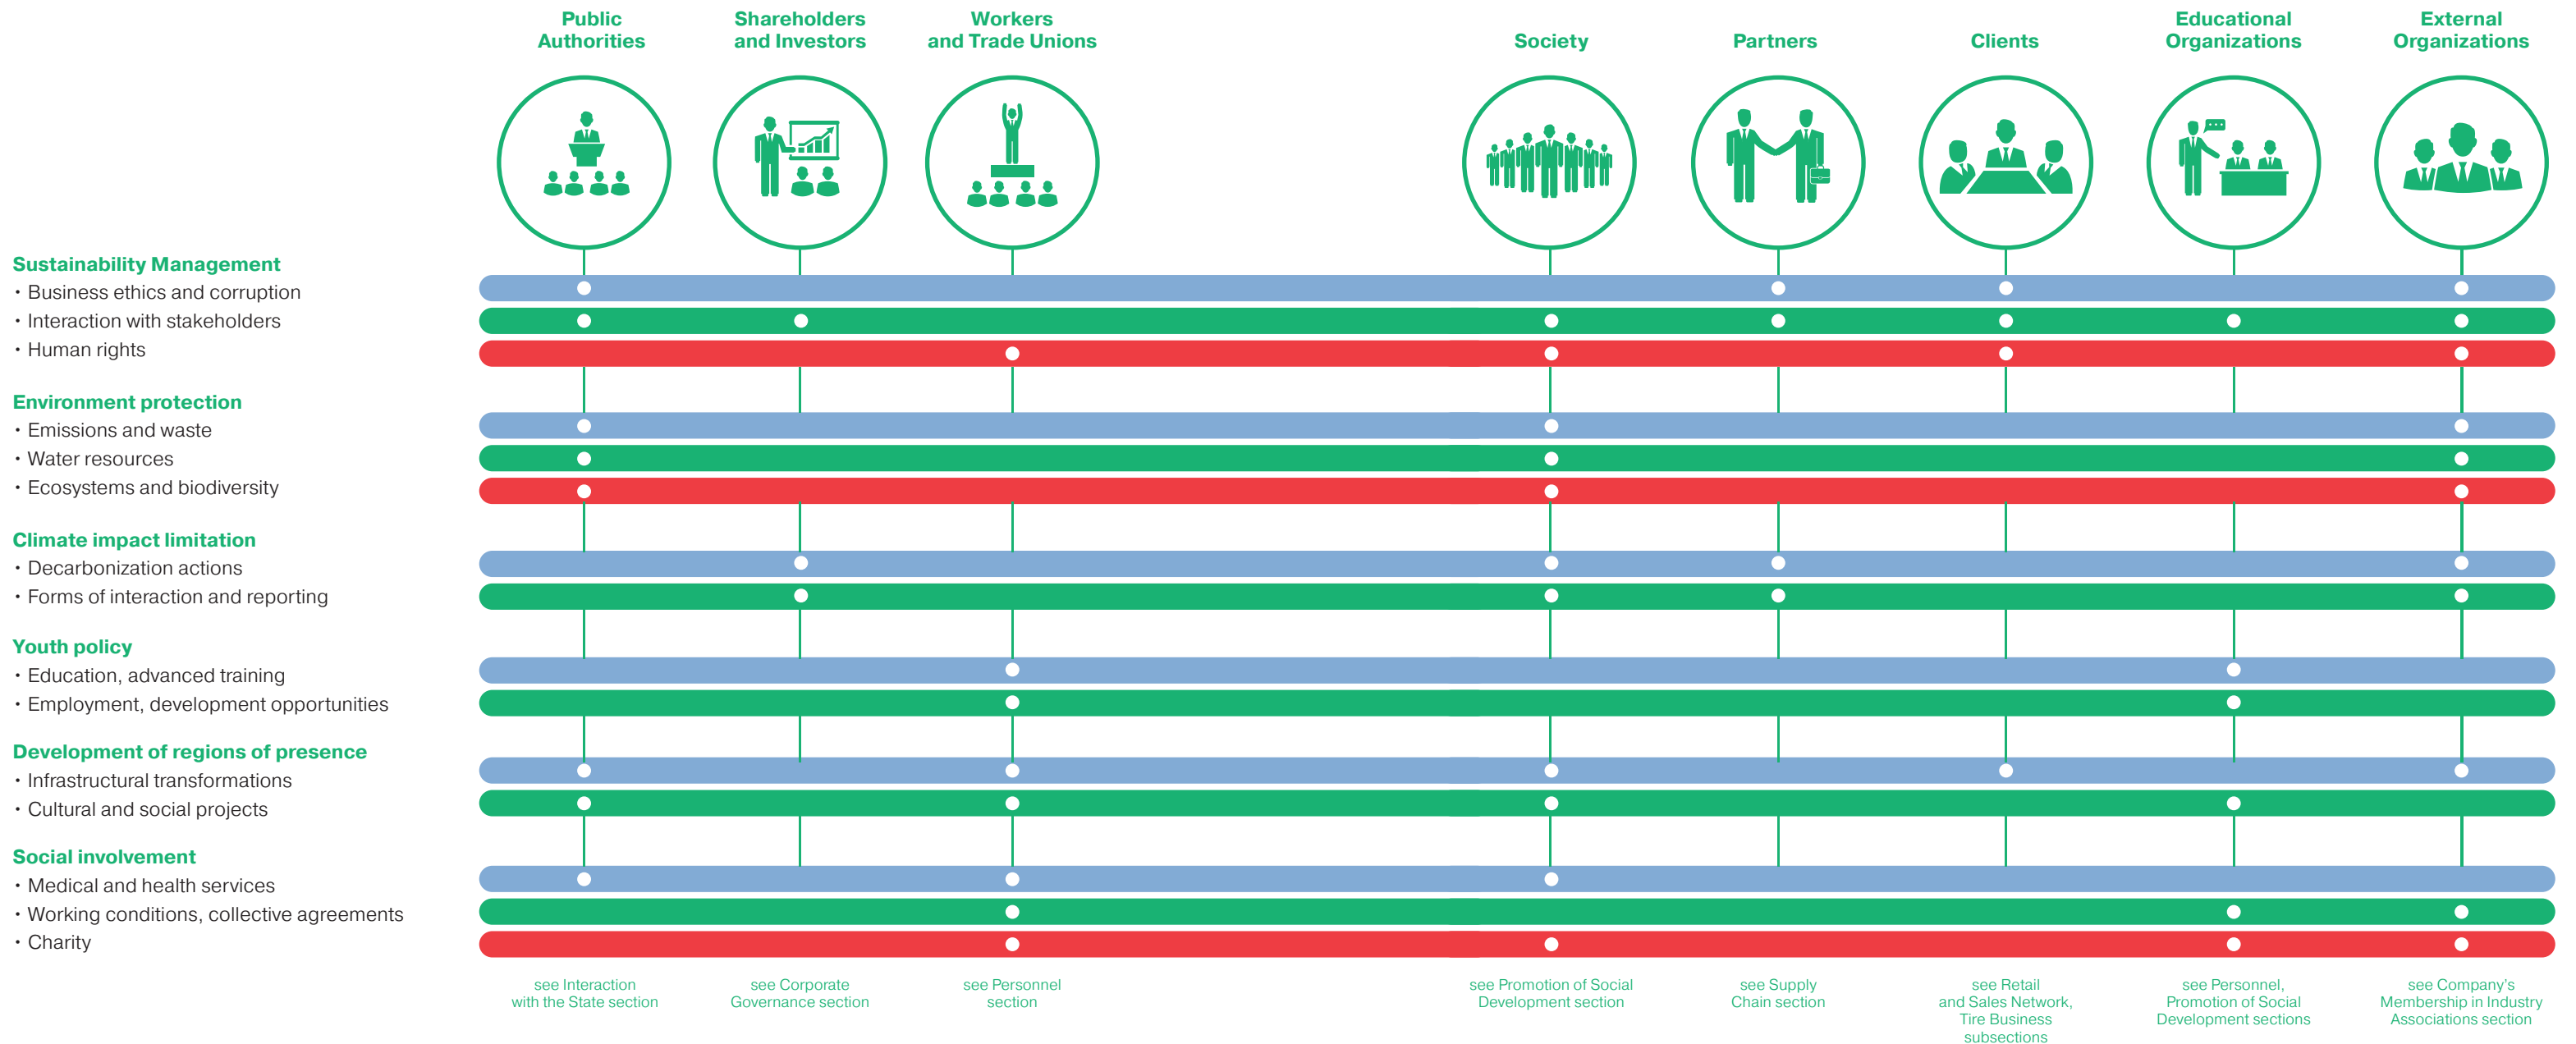 Public
Authorities
Shareholders
and Investors
Workers
and Trade Unions
Society
Partners
Clients
Educational
Organizations
External
Organizations
Sustainability Management
• Business ethics and corruption
• Interaction with stakeholders
• Human rights
Environment protection
• Emissions and waste
• Water resources
• Ecosystems and biodiversity
Climate impact limitation
• Decarbonization actions
• Forms of interaction and reporting
Youth policy
• Education, advanced training
• Employment, development opportunities
Development of regions of presence
• Infrastructural transformations
• Cultural and social projects
Social involvement
• Medical and health services
• Working conditions, collective agreements
• Charity
see Interaction
with the State section
see Corporate
Governance section
see Personnel
section
see Promotion of Social
Development section
see Supply
Chain section
see Retail
and Sales Network,
Tire Business
subsections
see Personnel,
Promotion of Social
Development sections
see Company's
Membership in Industry
Associations section